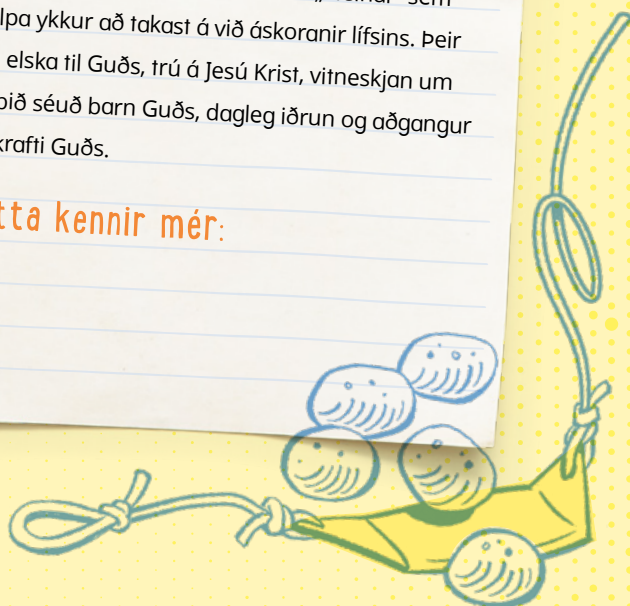 lpa ykkur að takast á við áskoranir lífsins. Þeir
elska til Guðs, trú á Jesú Krist, vitneskjan um
þið séuð barn Guðs, dagleg iðrun og aðgangur
krafti Guðs.
tta kennir mér: